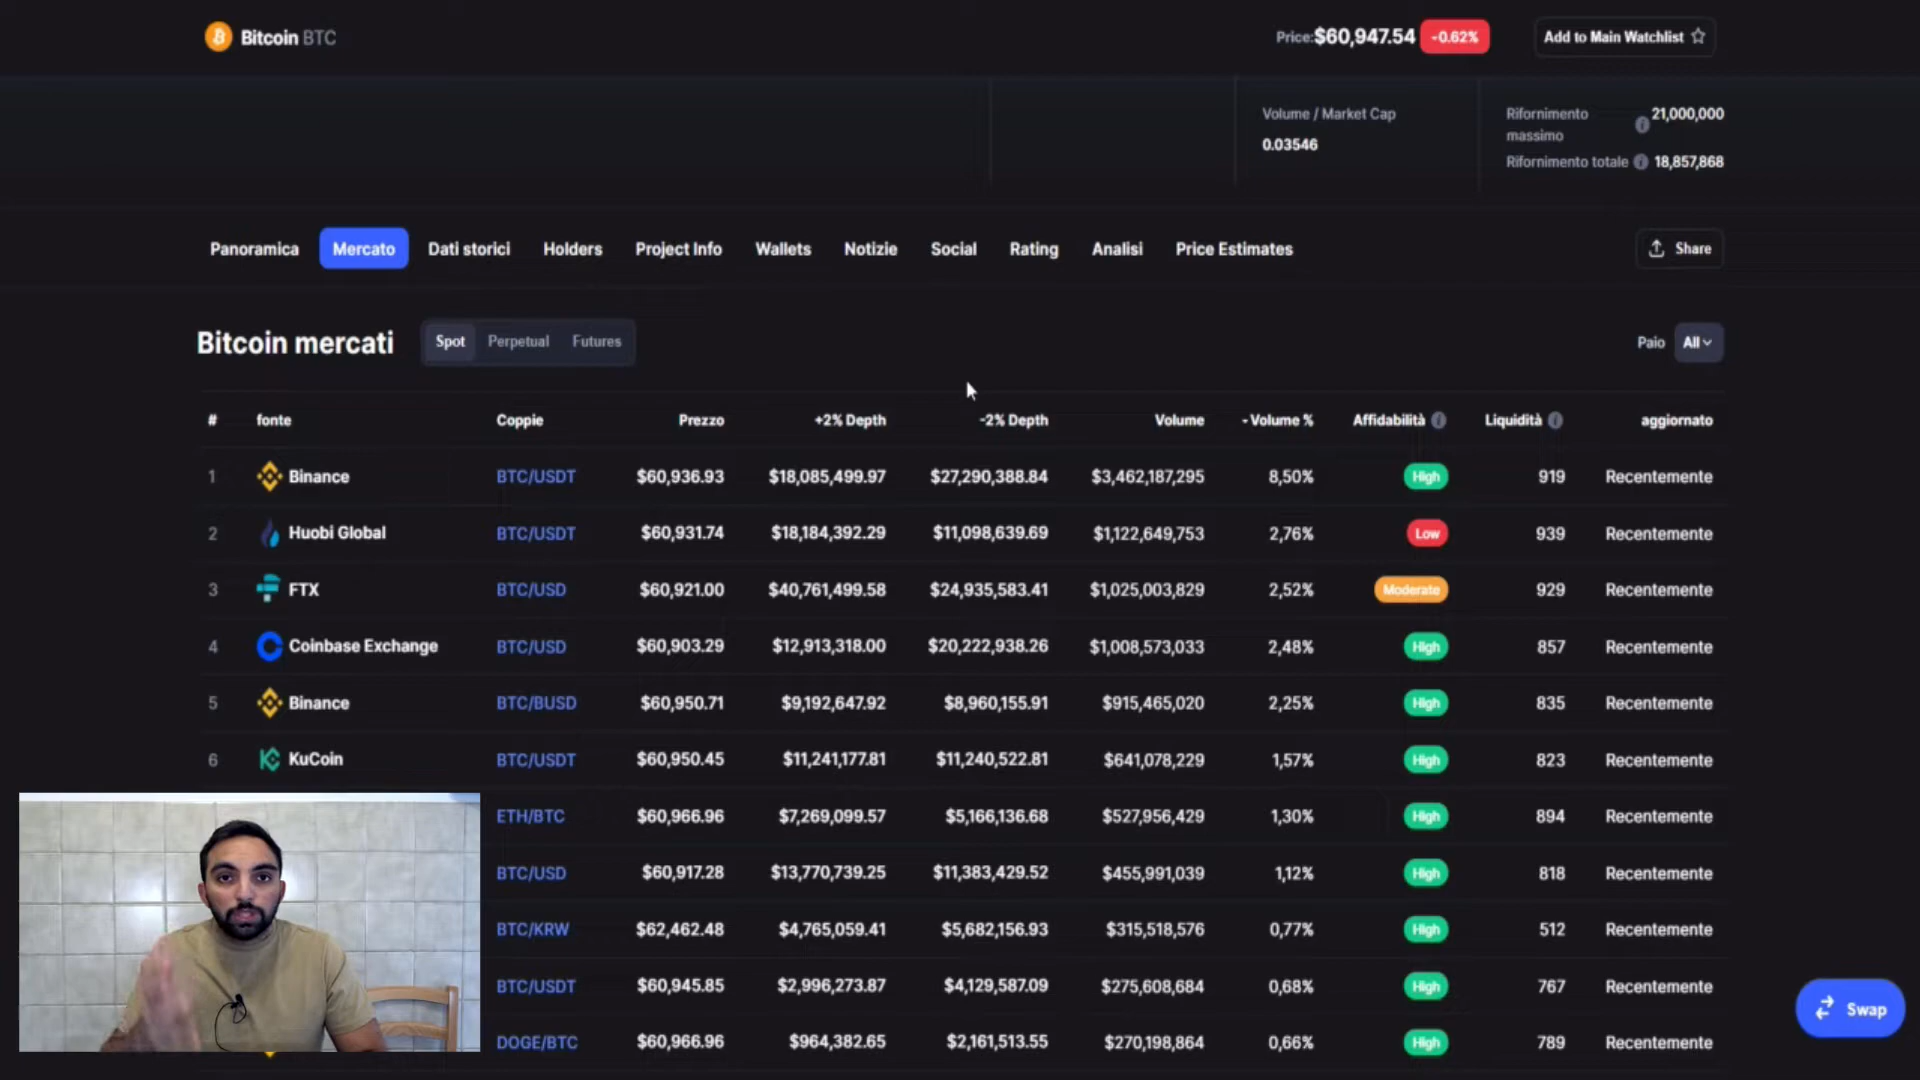 Bitcoin BTC
Price:$60,947.54 -0.62% Add to Main Watchlist
Volume / Market Cap
0.03546
Rifornimento massimo 21,000,000
Rifornimento totale 18,857,868
Panoramica Mercato Dati storici Holders Project Info Wallets Notizie Social Rating Analisi Price Estimates Share
Bitcoin mercati Spot Perpetual Futures Paio All
# fonte Coppie Prezzo +2% Depth -2% Depth Volume Volume % Affidabilità Liquidità aggiornato
1 Binance BTC/USDT $60,936.93 $18,085,499.97 $27,290,388.84 $3,462,187,295 8,50% High 919 Recentemente
2 Huobi Global BTC/USDT $60,931.74 $18,184,392.29 $11,098,639.69 $1,122,649,753 2,76% Low 939 Recentemente
3 FTX BTC/USD $60,921.00 $40,761,499.58 $24,935,583.41 $1,025,003,829 2,52% Moderate 929 Recentemente
4 Coinbase Exchange BTC/USD $60,903.29 $12,913,318.00 $20,222,938.26 $1,008,573,033 2,48% High 857 Recentemente
5 Binance BTC/BUSD $60,950.71 $9,192,647.92 $8,960,155.91 $915,465,020 2,25% High 835 Recentemente
6 KuCoin BTC/USDT $60,950.45 $11,241,177.81 $11,240,522.81 $641,078,229 1,57% High 823 Recentemente
ETH/BTC $60,966.96 $7,269,099.57 $5,166,136.68 $527,956,429 1,30% High 894 Recentemente
BTC/USD $60,917.28 $13,770,739.25 $11,383,429.52 $455,991,039 1,12% High 818 Recentemente
BTC/KRW $62,462.48 $4,765,059.41 $5,682,156.93 $315,518,576 0,77% High 512 Recentemente
BTC/USDT $60,945.85 $2,996,273.87 $4,129,587.09 $275,608,684 0,68% High 767 Recentemente
DOGE/BTC $60,966.96 $964,382.65 $2,161,513.55 $270,198,864 0,66% High 789 Recentemente
Swap